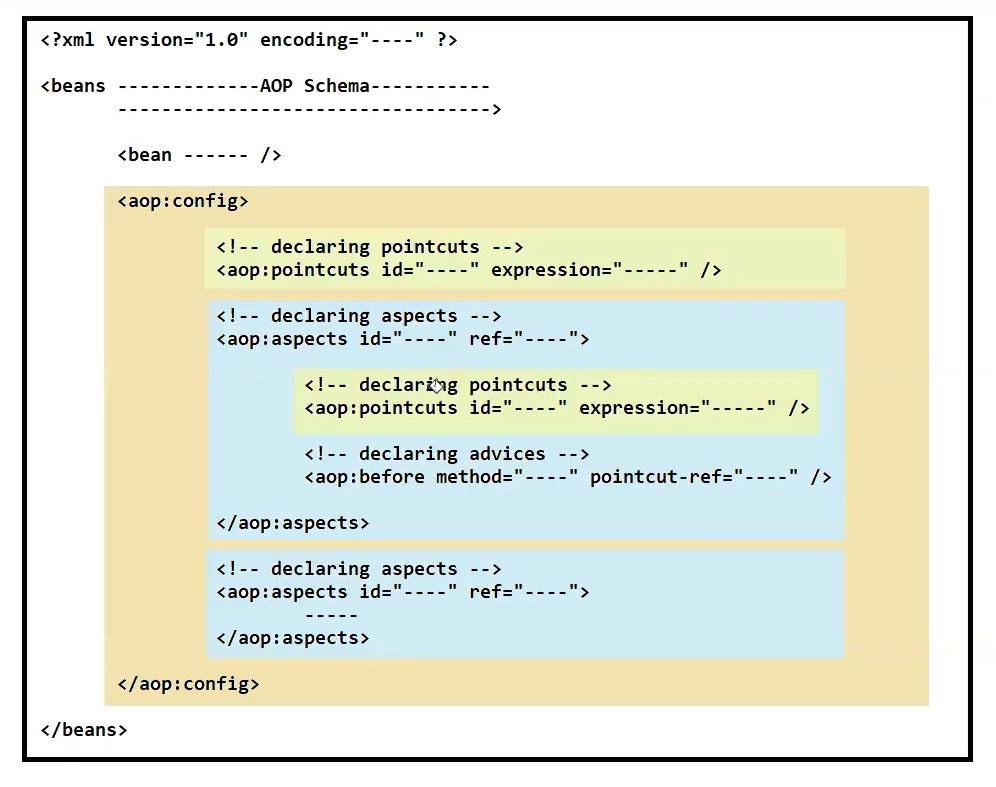 <?xml version="1.0" encoding="----" ?>
<beans -------------AOP Schema-----------
---------------------------------->
<bean ------ />
<aop:config>
<!-- declaring pointcuts -->
<aop:pointcuts id="----" expression="-----" />
<!-- declaring aspects -->
<aop:aspects id="----" ref="----">
<!-- declaring pointcuts -->
<aop:pointcuts id="----" expression="-----" />
<!-- declaring advices -->
<aop:before method="----" pointcut-ref="----" />
</aop:aspects>
<!-- declaring aspects -->
<aop:aspects id="----" ref="----">
-----
</aop:aspects>
</aop:config>
</beans>